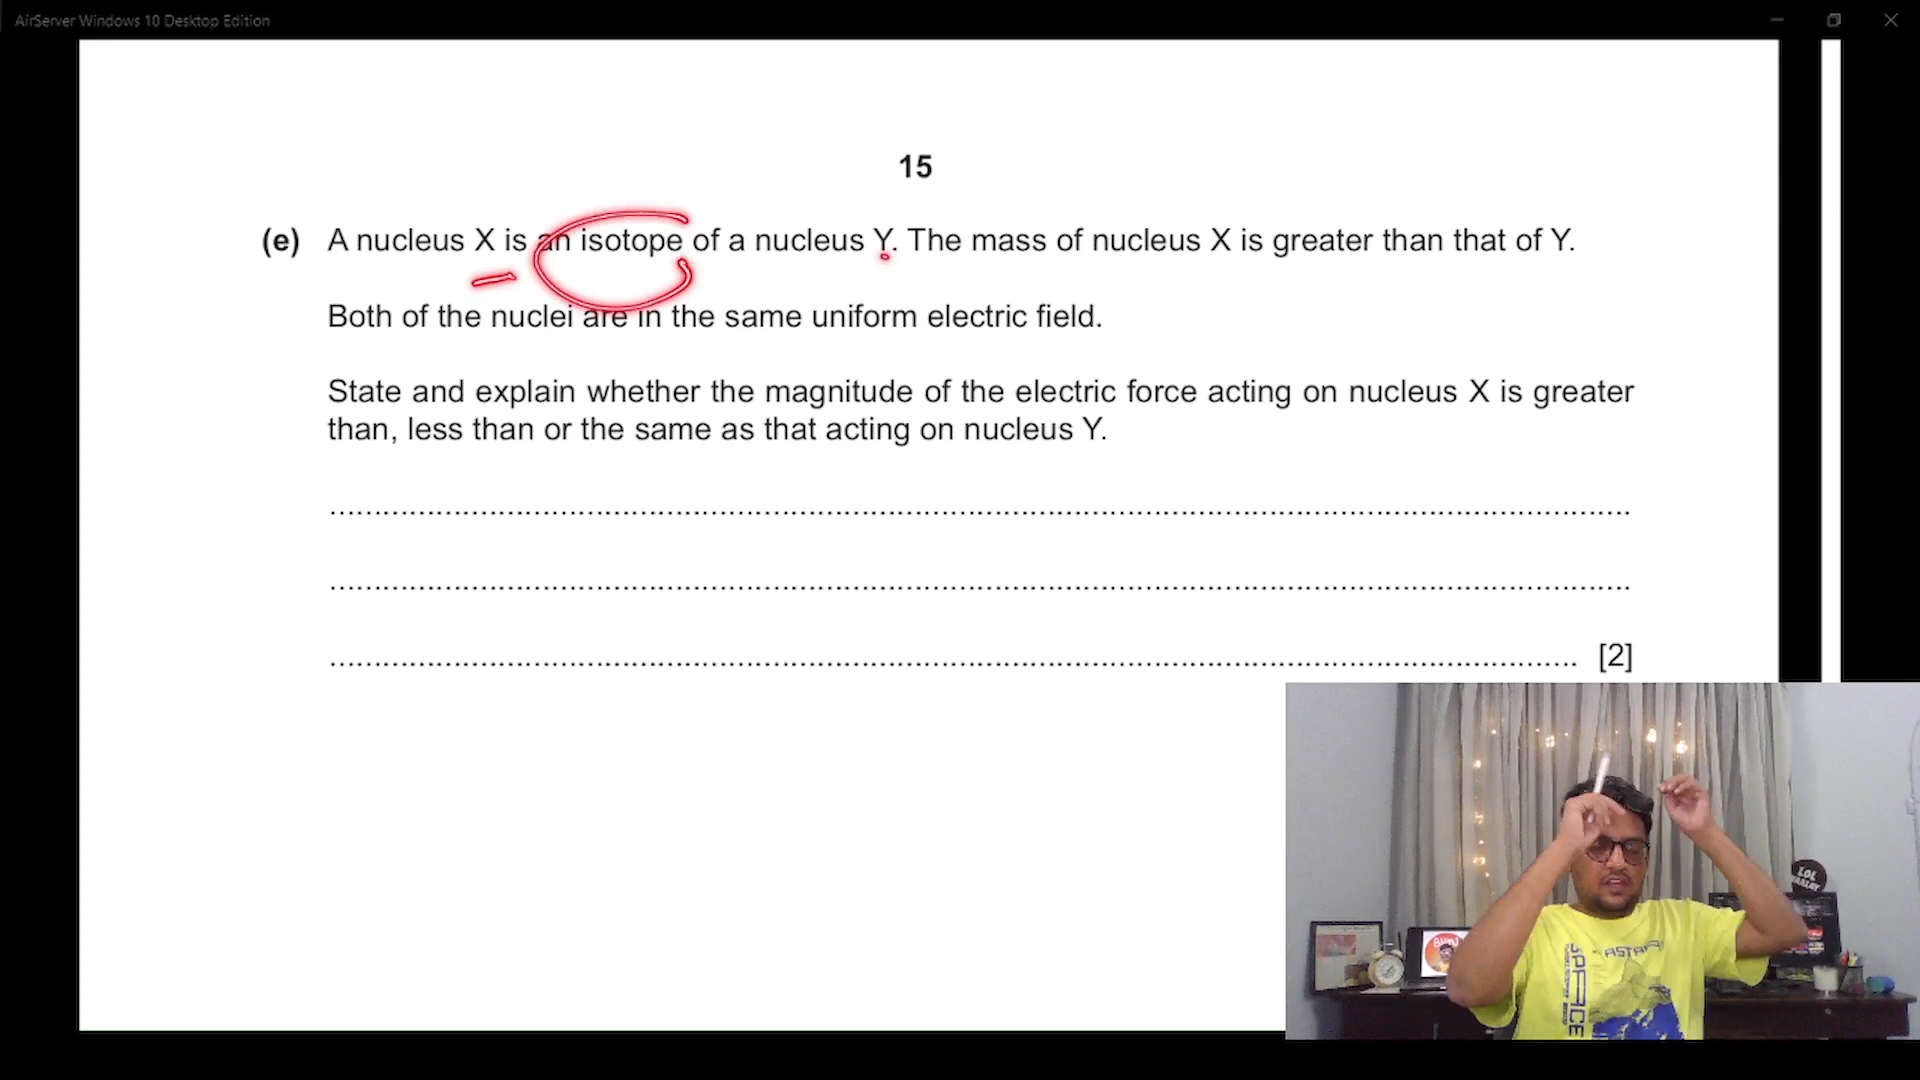 AirServer Windows 10 Desktop Edition
15
(e) A nucleus X is an isotope of a nucleus Y. The mass of nucleus X is greater than that of Y.
Both of the nuclei are in the same uniform electric field.
State and explain whether the magnitude of the electric force acting on nucleus X is greater
than, less than or the same as that acting on nucleus Y.
[2]
LOL
SPACE